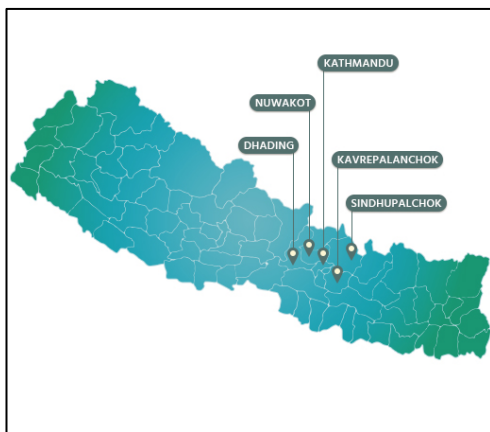 KATHMANDU
NUWAKOT
DHADING
KAVREPALANCHOK
SINDHUPALCHOK